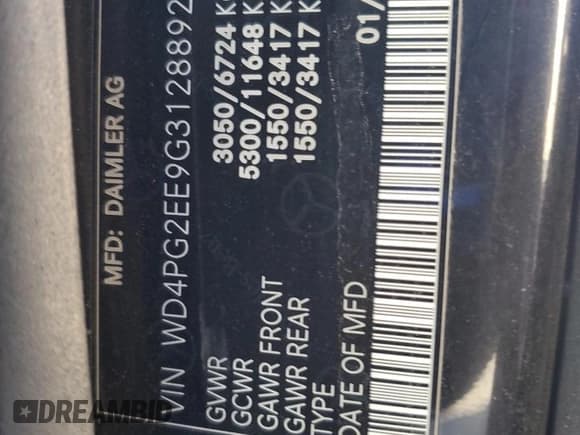 MFD: DAIMLER AG
VIN WD4PG2EE9G3128892
GVWR 3050/6724 K
GCWR 5300/11648 K
GAWR FRONT 1550/3417 K
GAWR REAR 1550/3417 K
TYPE
DATE OF MFD 01/
DREAMBID